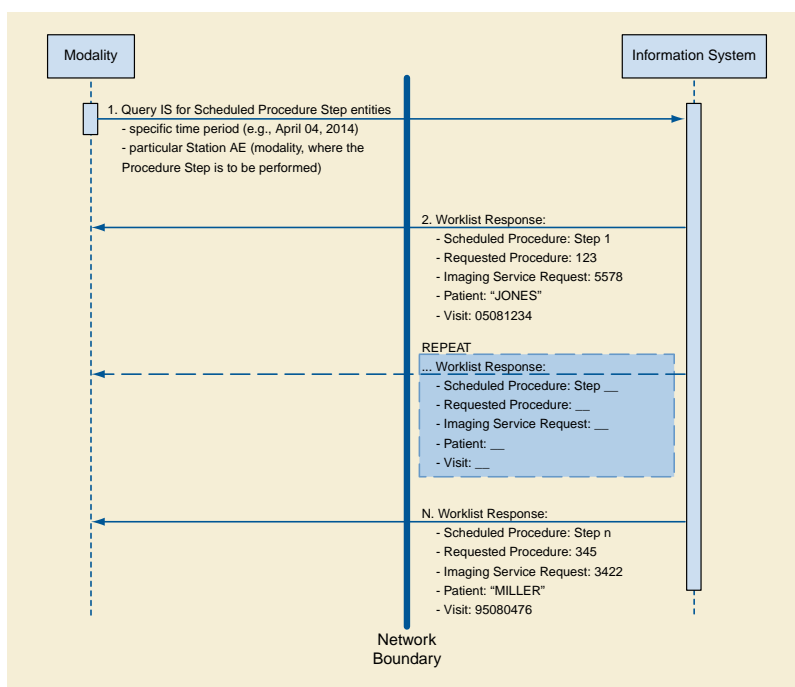 Modality
Information System
1. Query IS for Scheduled Procedure Step entities
- specific time period (e.g., April 04, 2014)
- particular Station AE (modality, where the
Procedure Step is to be performed)
2. Worklist Response:
- Scheduled Procedure: Step 1
- Requested Procedure: 123
- Imaging Service Request: 5578
- Patient: “JONES”
- Visit: 05081234
REPEAT
... Worklist Response:
- Scheduled Procedure: Step __
- Requested Procedure: __
- Imaging Service Request: __
- Patient: __
- Visit: __
N. Worklist Response:
- Scheduled Procedure: Step n
- Requested Procedure: 345
- Imaging Service Request: 3422
- Patient: “MILLER”
- Visit: 95080476
Network
Boundary